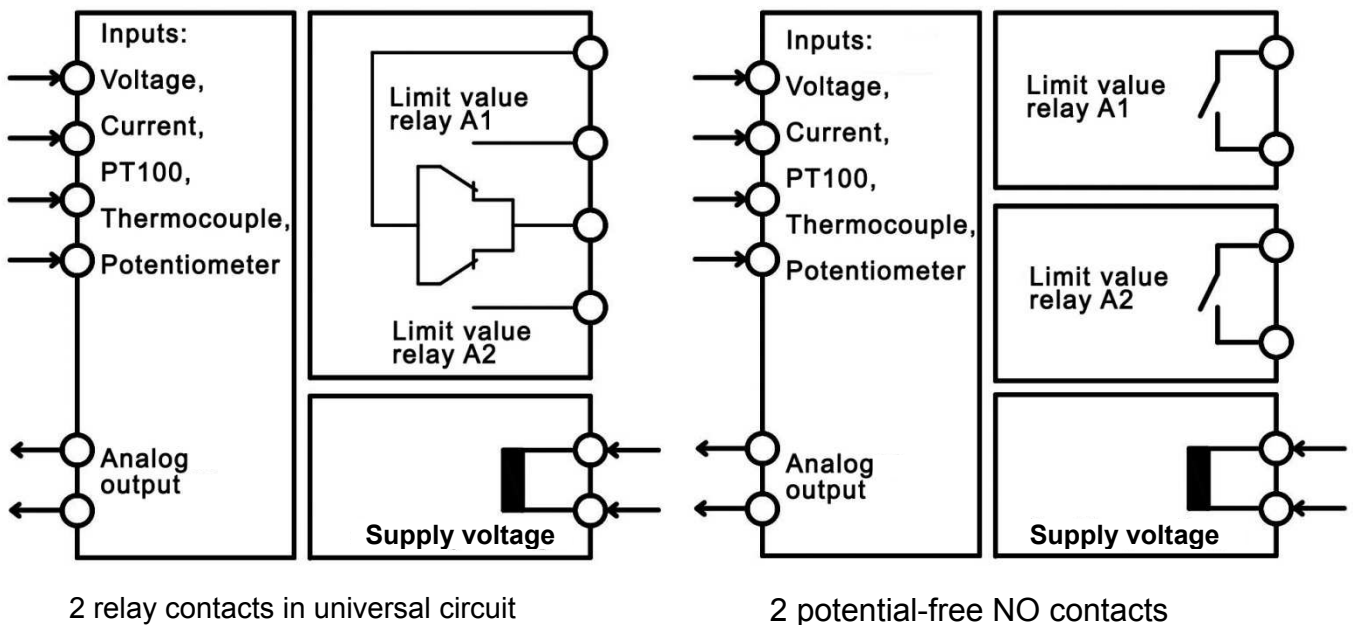 Inputs:
Voltage,
Current,
PT100,
Thermocouple,
Potentiometer
Analog
output
Limit value
relay A1
Limit value
relay A2
Supply voltage
2 relay contacts in universal circuit
Inputs:
Voltage,
Current,
PT100,
Thermocouple,
Potentiometer
Analog
output
Limit value
relay A1
Limit value
relay A2
Supply voltage
2 potential-free NO contacts